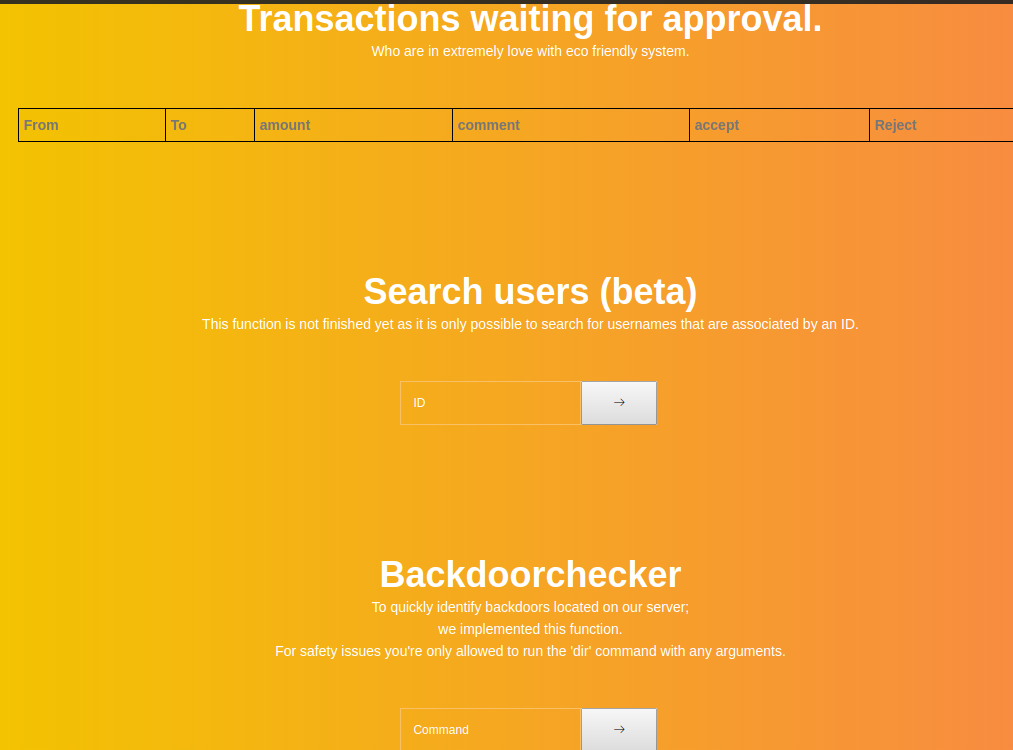 Transactions waiting for approval.
Who are in extremely love with eco friendly system.
From To amount comment accept Reject
Search users (beta)
This function is not finished yet as it is only possible to search for usernames that are associated by an ID.
ID →
Backdoorchecker
To quickly identify backdoors located on our server;
we implemented this function.
For safety issues you're only allowed to run the 'dir' command with any arguments.
Command →